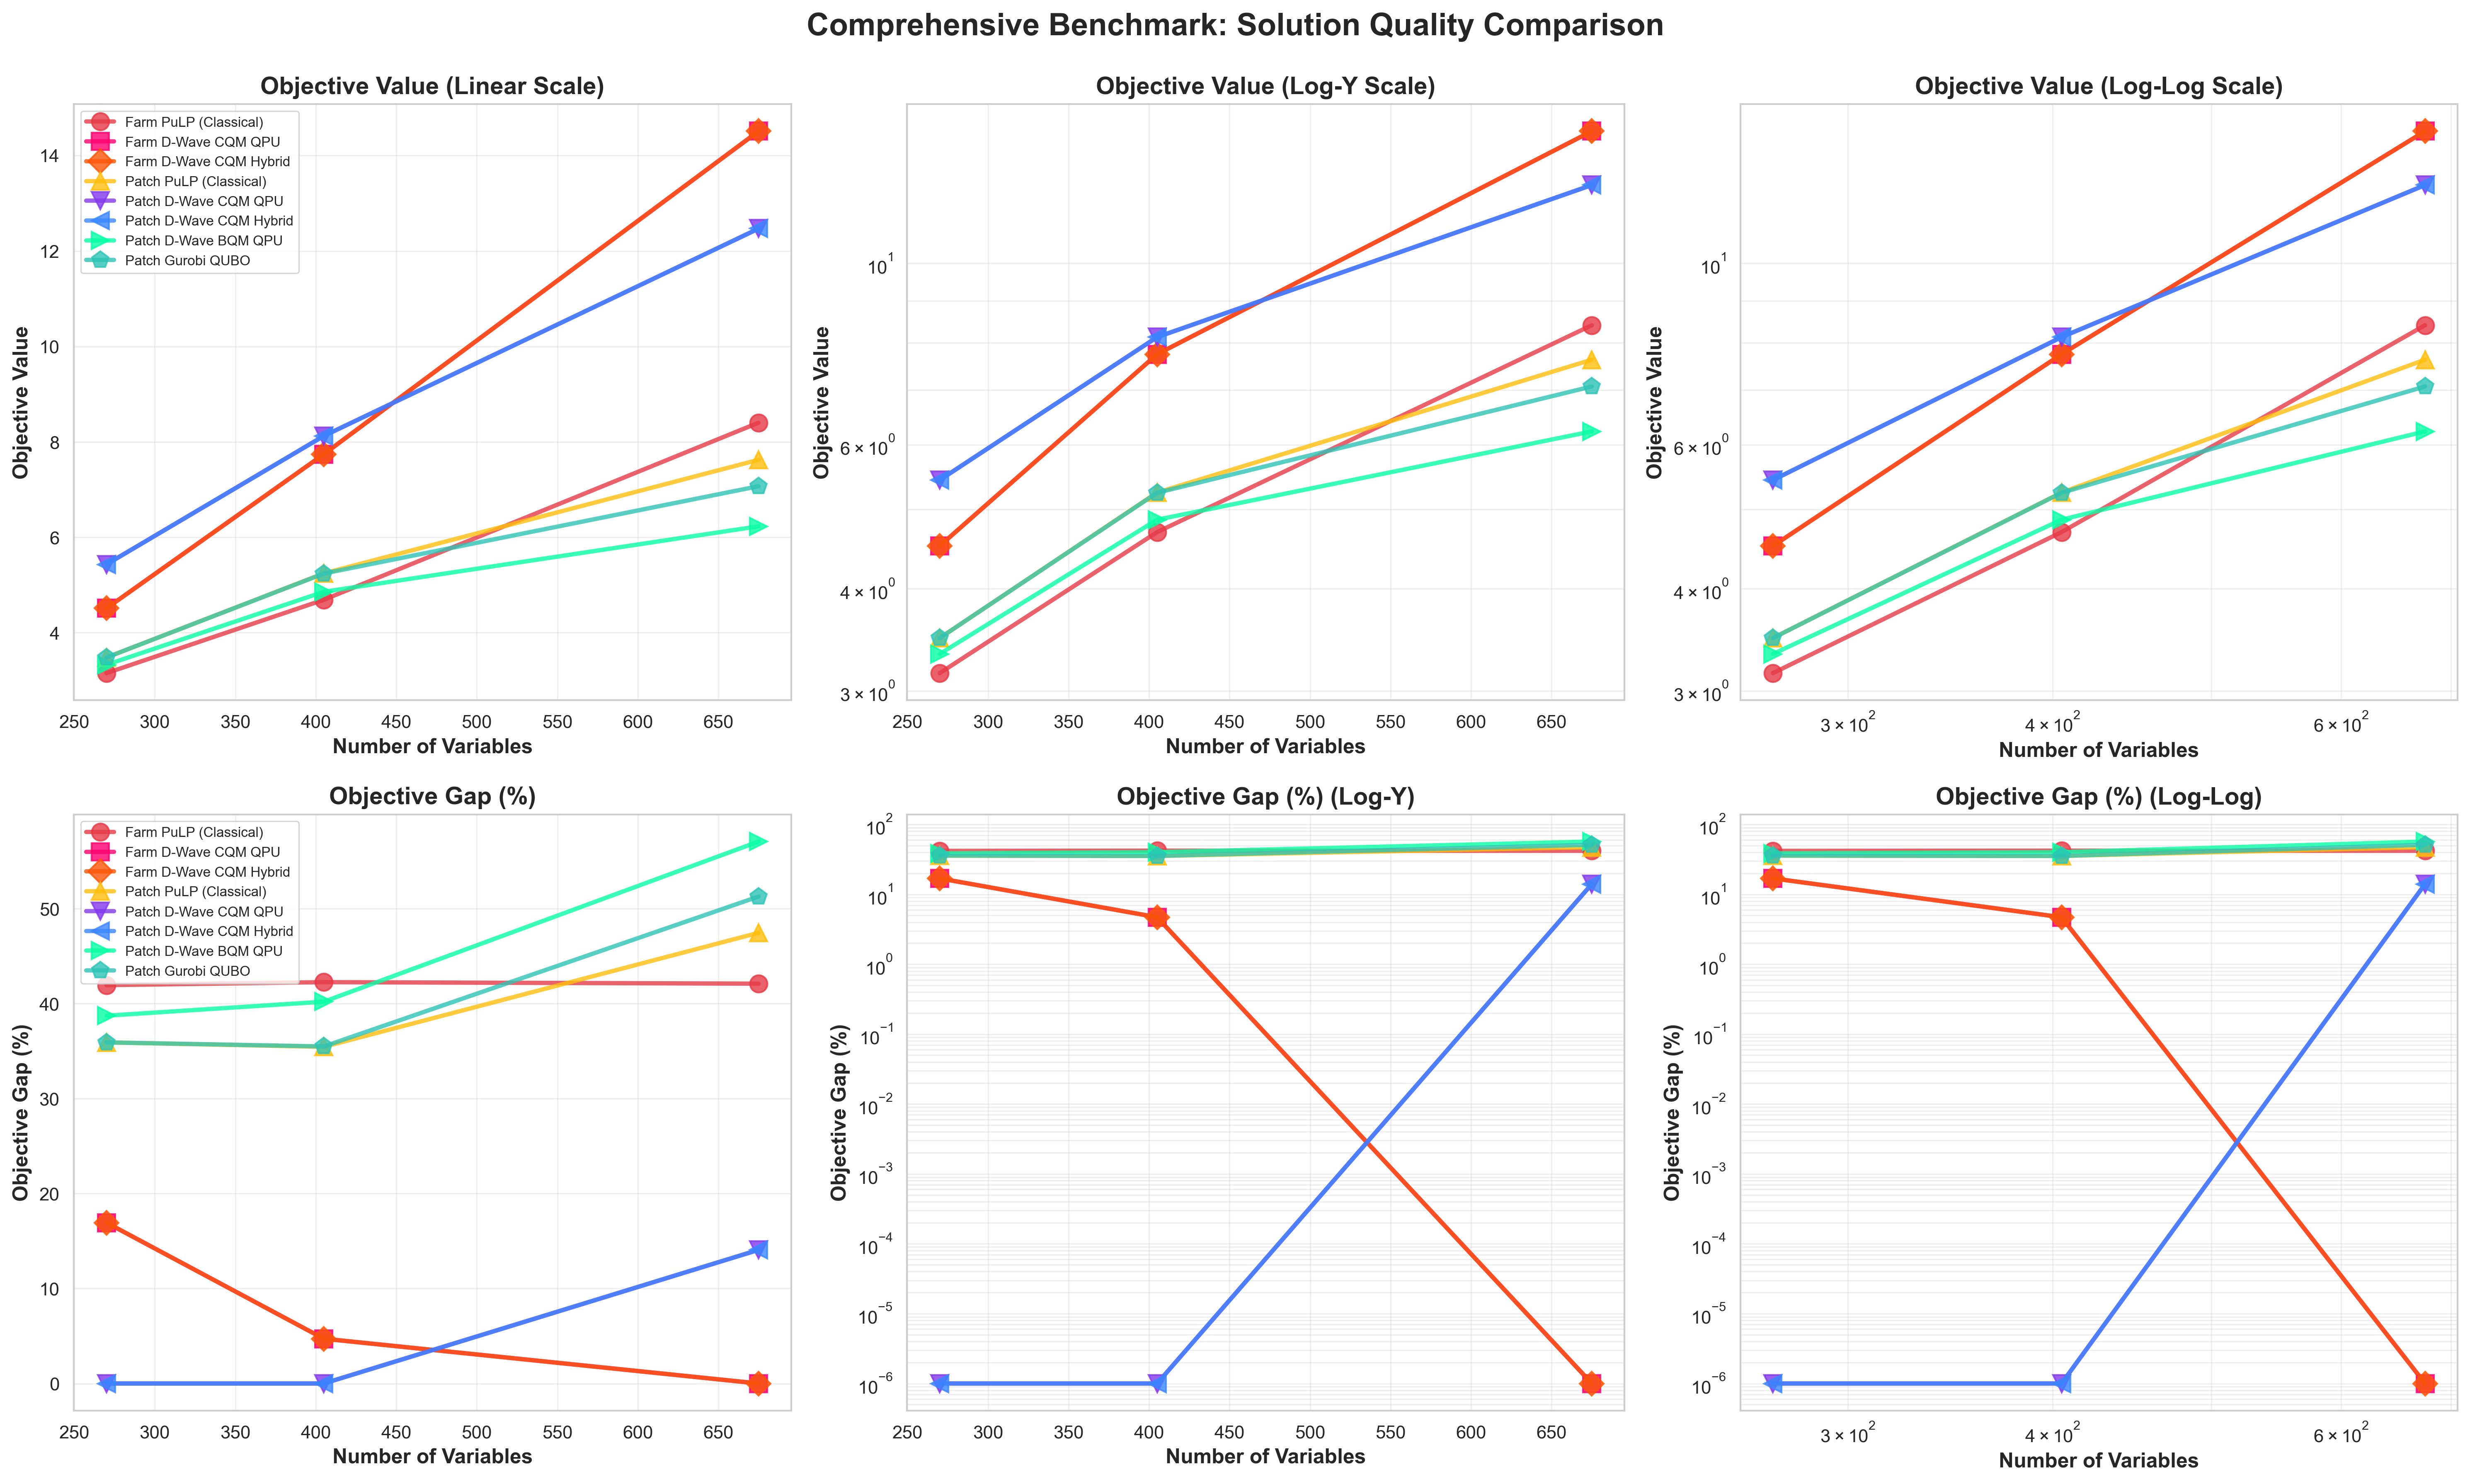 Comprehensive Benchmark: Solution Quality Comparison
Objective Value (Linear Scale)
Objective Value
14
12
10
8
6
4
Farm PuLP (Classical)
Farm D-Wave CQM QPU
Farm D-Wave CQM Hybrid
Patch PuLP (Classical)
Patch D-Wave CQM QPU
Patch D-Wave CQM Hybrid
Patch D-Wave BQM QPU
Patch Gurobi QUBO
250 300 350 400 450 500 550 600 650
Number of Variables
Objective Value (Log-Y Scale)
Objective Value
10¹
6 × 10⁰
4 × 10⁰
3 × 10⁰
250 300 350 400 450 500 550 600 650
Number of Variables
Objective Value (Log-Log Scale)
Objective Value
10¹
6 × 10⁰
4 × 10⁰
3 × 10⁰
3 × 10² 4 × 10² 6 × 10²
Number of Variables
Objective Gap (%)
Objective Gap (%)
50
40
30
20
10
0
Farm PuLP (Classical)
Farm D-Wave CQM QPU
Farm D-Wave CQM Hybrid
Patch PuLP (Classical)
Patch D-Wave CQM QPU
Patch D-Wave CQM Hybrid
Patch D-Wave BQM QPU
Patch Gurobi QUBO
250 300 350 400 450 500 550 600 650
Number of Variables
Objective Gap (%) (Log-Y)
Objective Gap (%)
10²
10¹
10⁰
10⁻¹
10⁻²
10⁻³
10⁻⁴
10⁻⁵
10⁻⁶
250 300 350 400 450 500 550 600 650
Number of Variables
Objective Gap (%) (Log-Log)
Objective Gap (%)
10²
10¹
10⁰
10⁻¹
10⁻²
10⁻³
10⁻⁴
10⁻⁵
10⁻⁶
3 × 10² 4 × 10² 6 × 10²
Number of Variables